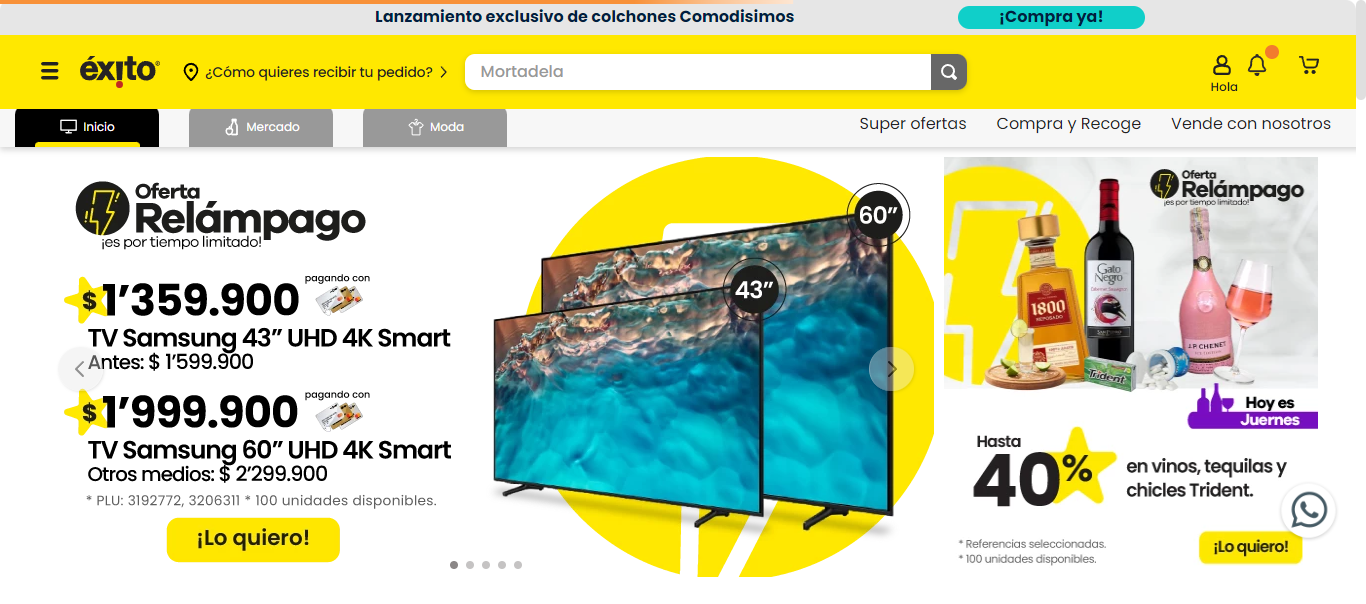 Lanzamiento exclusivo de colchones Comodisimos
¡Compra ya!
éxito
¿Cómo quieres recibir tu pedido?
Mortadela
Hola
Inicio
Mercado
Moda
Super ofertas
Compra y Recoge
Vende con nosotros
Oferta
Relámpago
¡es por tiempo limitado!
pagando con
$1'359.900
TV Samsung 43” UHD 4K Smart
Antes: $ 1'599.900
pagando con
$1'999.900
TV Samsung 60” UHD 4K Smart
Otros medios: $ 2'299.900
* PLU: 3192772, 3206311 * 100 unidades disponibles.
¡Lo quiero!
60”
43”
Oferta
Relámpago
¡es por tiempo limitado!
1800
REPOSADO
Gato
Negro
Cabernet Sauvignon
J.P. CHENET
Trident
Hoy es
Juernes
Hasta
40%
en vinos, tequilas y
chicles Trident.
* Referencias seleccionadas.
* 100 unidades disponibles.
¡Lo quiero!